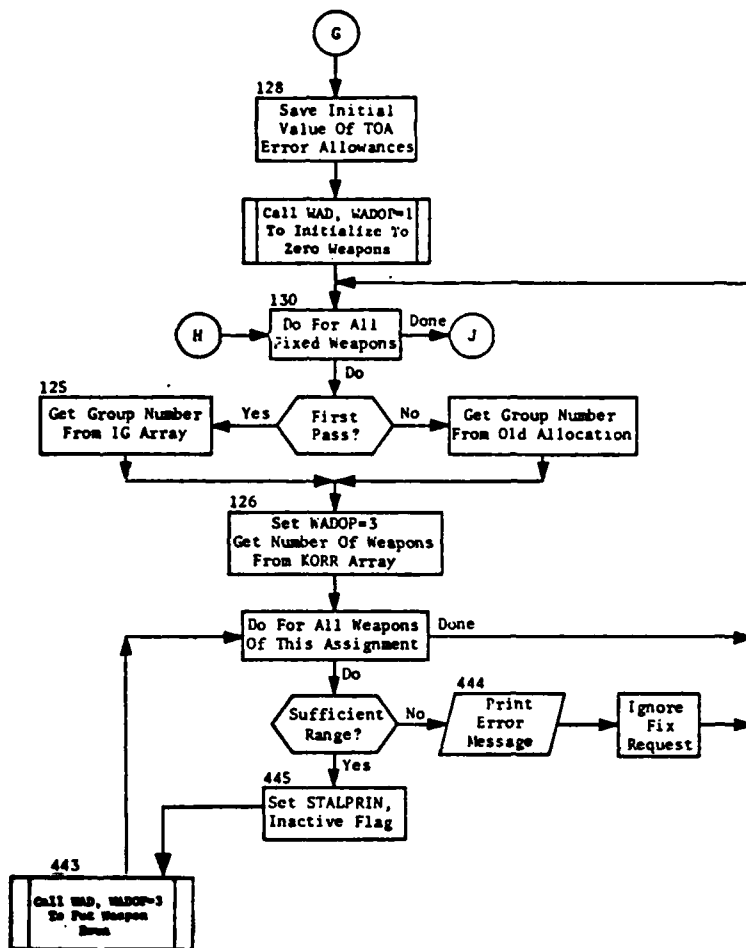 G
128
Save Initial
Value Of TOA
Error Allowances
Call WAD, WADOP=1
To Initialize To
Zero Weapons
130
H
Do For All
Fixed Weapons
Done
J
Do
125
Get Group Number
From IG Array
Yes
First
Pass?
No
Get Group Number
From Old Allocation
126
Set WADOP=3
Get Number Of Weapons
From KORR Array
Do For All Weapons
Of This Assignment
Done
Do
Sufficient
Range?
No
444
Print
Error
Message
Ignore
Fix
Request
Yes
445
Set STALPRIN,
Inactive Flag
443
Call WAD, WADOP=3
To Put Weapon
Down